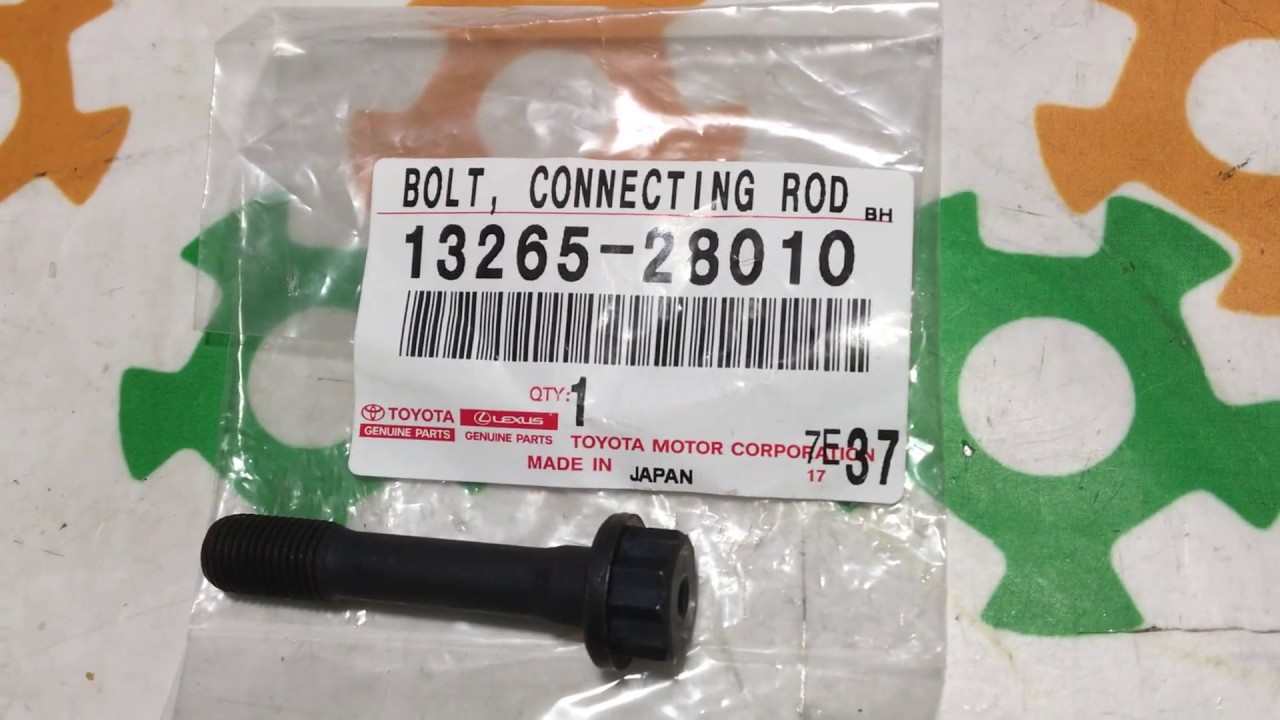 BOLT, CONNECTING ROD BH
13265-28010
QTY: 1
TOYOTA LEXUS
GENUINE PARTS GENUINE PARTS
TOYOTA MOTOR CORPORATION 7E37
MADE IN JAPAN 17